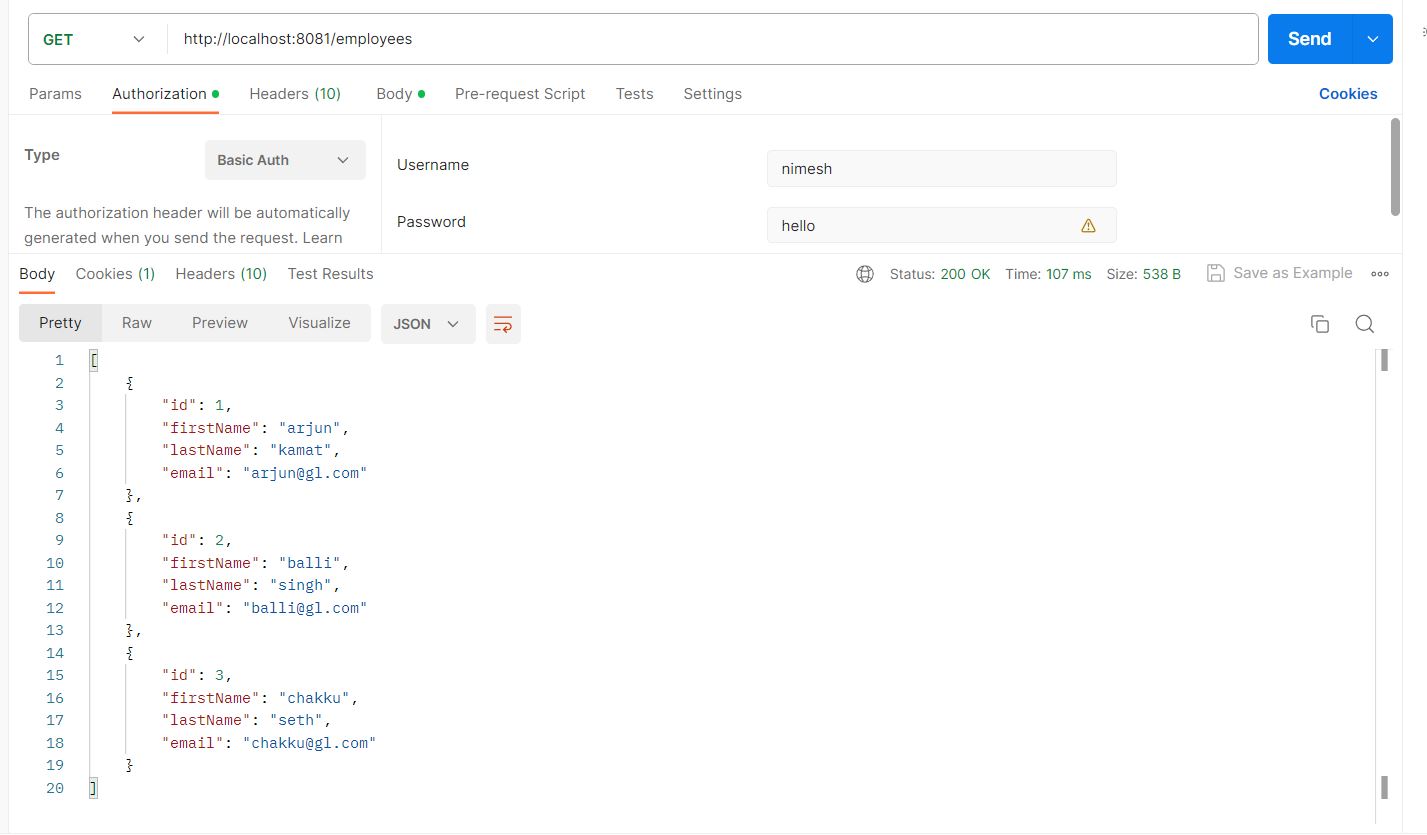 GET http://localhost:8081/employees Send
Params Authorization Headers (10) Body Pre-request Script Tests Settings Cookies
Type Basic Auth
Username nimesh
The authorization header will be automatically
generated when you send the request. Learn
Password hello
Body Cookies (1) Headers (10) Test Results Status: 200 OK Time: 107 ms Size: 538 B Save as Example
Pretty Raw Preview Visualize JSON
1 [
2 {
3 "id": 1,
4 "firstName": "arjun",
5 "lastName": "kamat",
6 "email": "arjun@gl.com"
7 },
8 {
9 "id": 2,
10 "firstName": "balli",
11 "lastName": "singh",
12 "email": "balli@gl.com"
13 },
14 {
15 "id": 3,
16 "firstName": "chakku",
17 "lastName": "seth",
18 "email": "chakku@gl.com"
19 }
20 ]